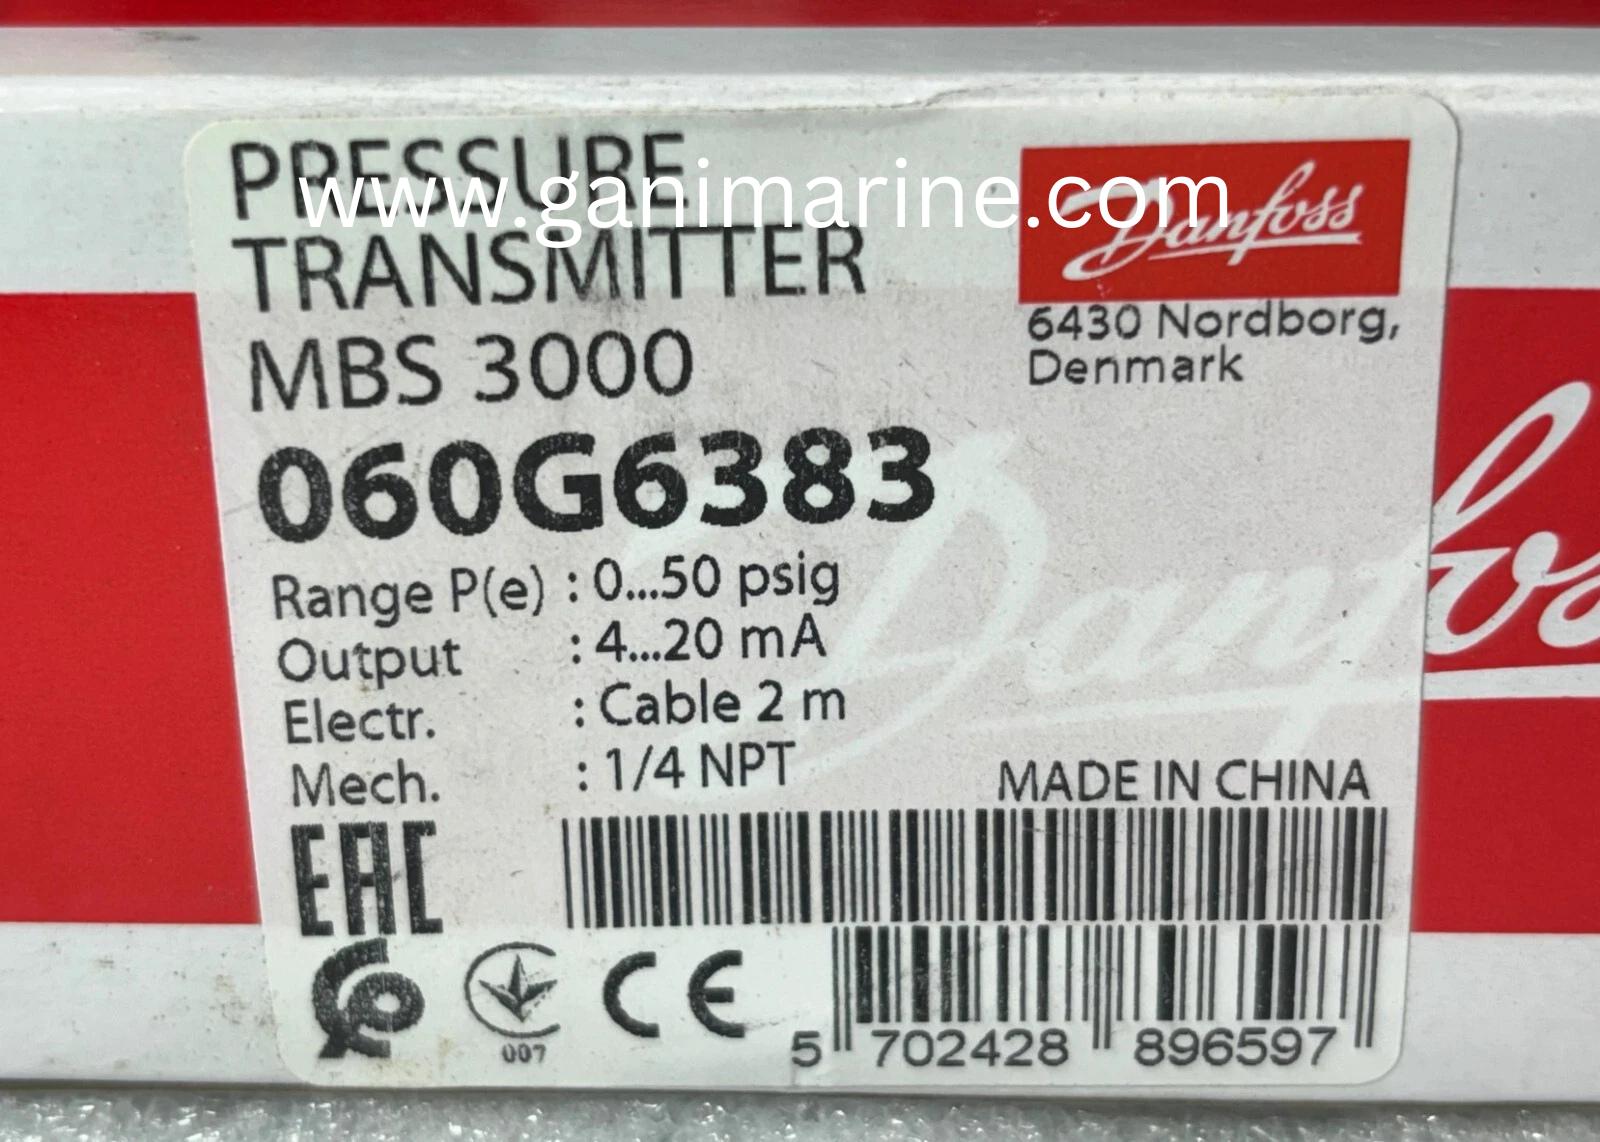 PRESSURE
www.ganimarine.com
TRANSMITTER
MBS 3000
Danfoss
6430 Nordborg,
Denmark
060G6383
Range P(e) : 0...50 psig
Output : 4...20 mA
Electr. : Cable 2 m
Mech. : 1/4 NPT
MADE IN CHINA
Danfoss
EAC
007
CE
5 702428 896597